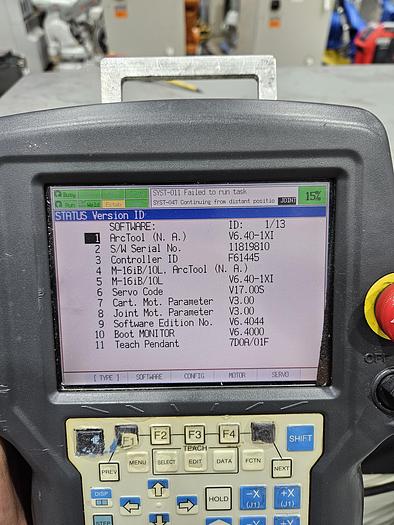 Busy
Run Weld Estab
SYST-011 Failed to run task
SYST-047 Continuing from distant positio JOINT 15%
STATUS Version ID
SOFTWARE: ID: 1/13
1 ArcTool (N. A.) V6.40-1XI
2 S/W Serial No. 11819810
3 Controller ID F61445
4 M-16iB/10L, ArcTool (N. A.)
5 M-16iB/10L V6.40-1XI
6 Servo Code V17.00S
7 Cart. Mot. Parameter V3.00
8 Joint Mot. Parameter V3.00
9 Software Edition No. V6.4044
10 Boot MONITOR V6.4000
11 Teach Pendant 7DOA/01F
[ TYPE ] SOFTWARE CONFIG MOTOR SERVO
OFF
F1 F2 F3 F4 SHIFT
TEACH
PREV MENU SELECT EDIT DATA FCTN NEXT
DISP
HOLD -X (J1) +X (J1)
STEP